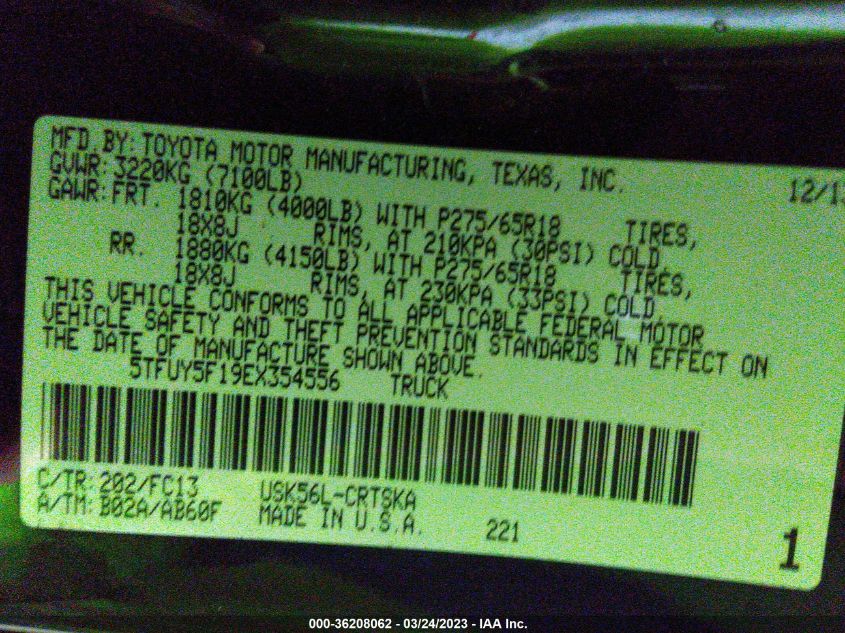 MFD.BY:TOYOTA MOTOR MANUFACTURING, TEXAS, INC. 12/13
GVWR:3220KG (7100LB)
GAWR:FRT. 1810KG (4000LB) WITH P275/65R18 TIRES,
18X8J RIMS, AT 210KPA (30PSI) COLD.
RR. 1880KG (4150LB) WITH P275/65R18 TIRES,
18X8J RIMS, AT 230KPA (33PSI) COLD.
THIS VEHICLE CONFORMS TO ALL APPLICABLE FEDERAL MOTOR
VEHICLE SAFETY AND THEFT PREVENTION STANDARDS IN EFFECT ON
THE DATE OF MANUFACTURE SHOWN ABOVE.
5TFUY5F19EX354556 TRUCK
C/TR:202/FC13 USK56L-CRTSKA
A/TM:B02A/AB60F MADE IN U.S.A. 221 1
000-36208062 - 03/24/2023 - IAA Inc.